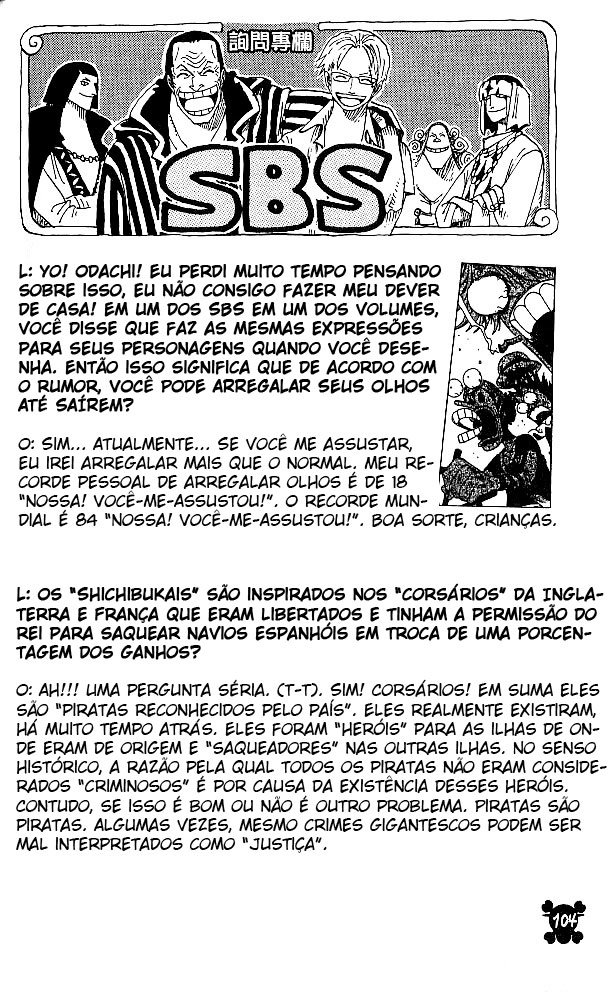 詢問專欄
SBS
L: YO! ODACHI! EU PERDI MUITO TEMPO PENSANDO
SOBRE ISSO, EU NÃO CONSIGO FAZER MEU DEVER
DE CASA! EM UM DOS SBS EM UM DOS VOLUMES,
VOCÊ DISSE QUE FAZ AS MESMAS EXPRESSÕES
PARA SEUS PERSONAGENS QUANDO VOCÊ DESE-
NHA. ENTÃO ISSO SIGNIFICA QUE DE ACORDO COM
O RUMOR, VOCÊ PODE ARREGALAR SEUS OLHOS
ATÉ SAÍREM?
O: SIM... ATUALMENTE... SE VOCÊ ME ASSUSTAR,
EU IREI ARREGALAR MAIS QUE O NORMAL. MEU RE-
CORDE PESSOAL DE ARREGALAR OLHOS É DE 18
"NOSSA! VOCÊ-ME-ASSUSTOU!". O RECORDE MUN-
DIAL É 84 "NOSSA! VOCÊ-ME-ASSUSTOU!". BOA SORTE, CRIANÇAS.
L: OS "SHICHIBUKAIS" SÃO INSPIRADOS NOS "CORSÁRIOS" DA INGLA-
TERRA E FRANÇA QUE ERAM LIBERTADOS E TINHAM A PERMISSÃO DO
REI PARA SAQUEAR NAVIOS ESPANHÓIS EM TROCA DE UMA PORCEN-
TAGEM DOS GANHOS?
O: AH!!! UMA PERGUNTA SÉRIA. (T-T). SIM! CORSÁRIOS! EM SUMA ELES
SÃO "PIRATAS RECONHECIDOS PELO PAÍS". ELES REALMENTE EXISTIRAM,
HÁ MUITO TEMPO ATRÁS. ELES FORAM "HERÓIS" PARA AS ILHAS DE ON-
DE ERAM DE ORIGEM E "SAQUEADORES" NAS OUTRAS ILHAS. NO SENSO
HISTÓRICO, A RAZÃO PELA QUAL TODOS OS PIRATAS NÃO ERAM CONSIDE-
RADOS "CRIMINOSOS" É POR CAUSA DA EXISTÊNCIA DESSES HERÓIS.
CONTUDO, SE ISSO É BOM OU NÃO É OUTRO PROBLEMA. PIRATAS SÃO
PIRATAS. ALGUMAS VEZES, MESMO CRIMES GIGANTESCOS PODEM SER
MAL INTERPRETADOS COMO "JUSTIÇA".
104